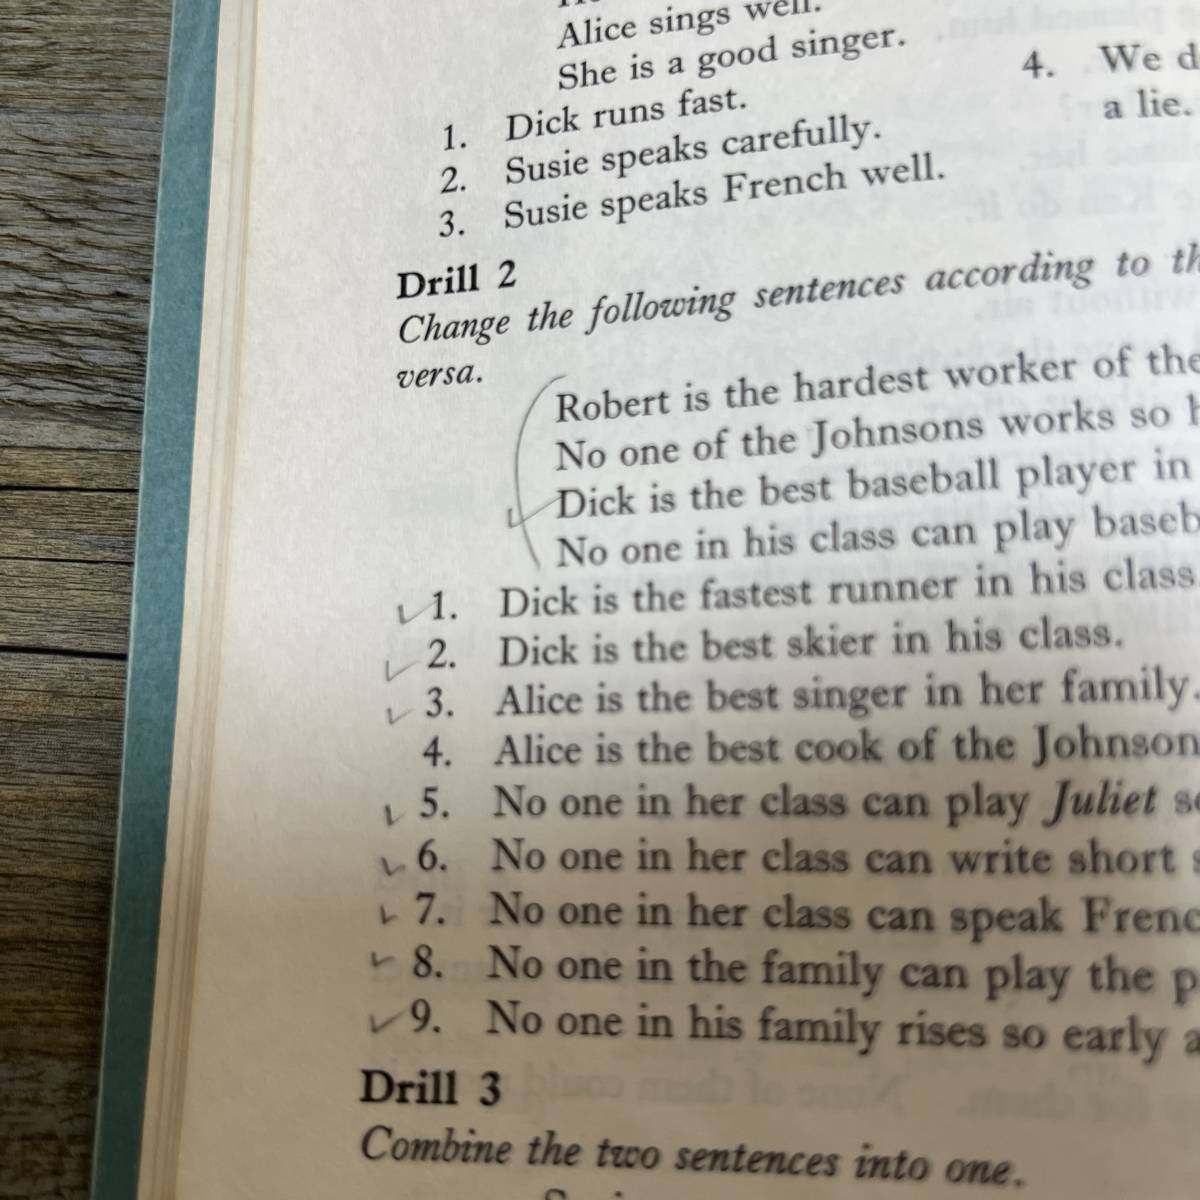 Alice sings well.
She is a good singer.
1. Dick runs fast.
2. Susie speaks carefully.
3. Susie speaks French well.
4. We
a lie.
Drill 2
Change the following sentences according to
versa.
Robert is the hardest worker of the
No one of the Johnsons works so
Dick is the best baseball player in
No one in his class can play
1. Dick is the fastest runner in his class
2. Dick is the best skier in his class.
3. Alice is the best singer in her family
4. Alice is the best cook of the
5. No one in her class can play Juliet
6. No one in her class can write short
7. No one in her class can speak
8. No one in the family can play the
9. No one in his family rises so early
Drill 3
Combine the two sentences into one.